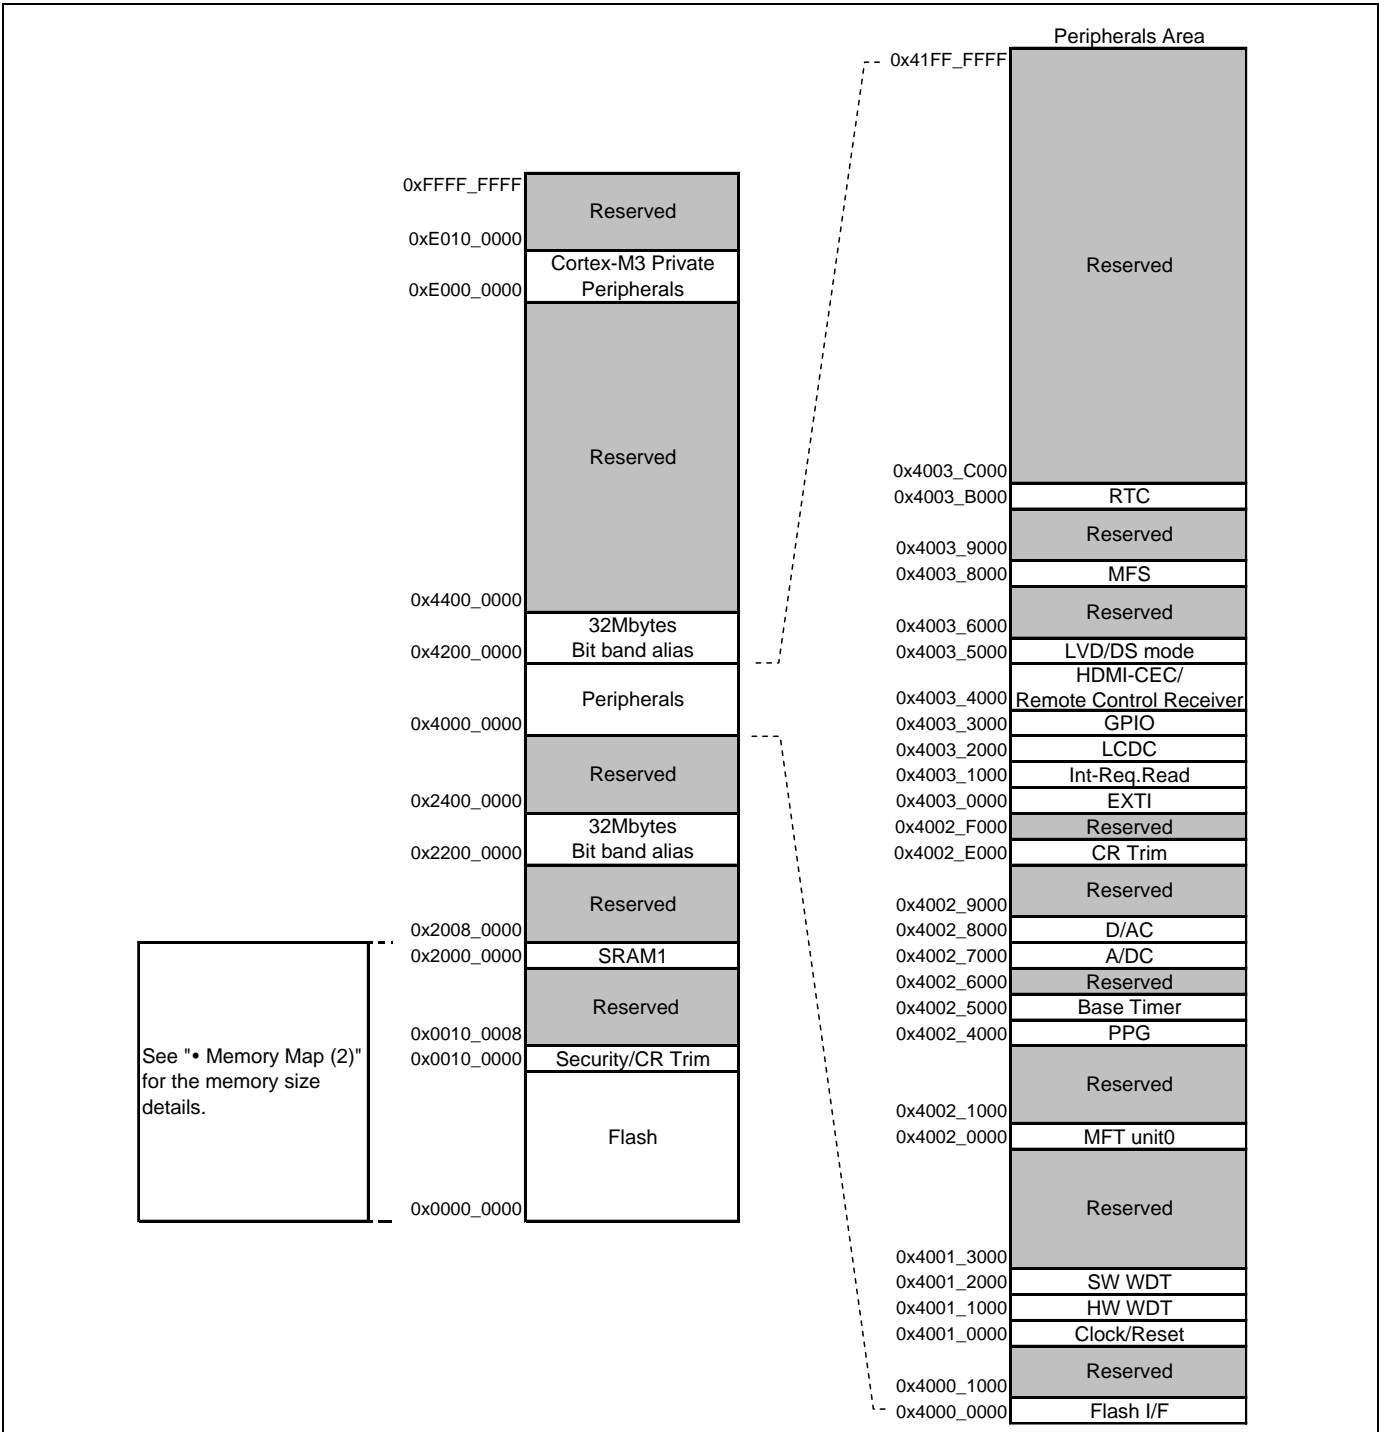 See "• Memory Map (2)"
for the memory size
details.
0xFFFF_FFFF
Reserved
0xE010_0000
Cortex-M3 Private
0xE000_0000
Peripherals
Reserved
0x4400_0000
32Mbytes
0x4200_0000
Bit band alias
Peripherals
0x4000_0000
Reserved
0x2400_0000
32Mbytes
0x2200_0000
Bit band alias
Reserved
0x2008_0000
0x2000_0000
SRAM1
Reserved
0x0010_0008
0x0010_0000
Security/CR Trim
Flash
0x0000_0000
Peripherals Area
0x41FF_FFFF
Reserved
0x4003_C000
0x4003_B000
RTC
Reserved
0x4003_9000
0x4003_8000
MFS
Reserved
0x4003_6000
0x4003_5000
LVD/DS mode
HDMI-CEC/
0x4003_4000
Remote Control Receiver
0x4003_3000
GPIO
0x4003_2000
LCDC
0x4003_1000
Int-Req.Read
0x4003_0000
EXTI
0x4002_F000
Reserved
0x4002_E000
CR Trim
Reserved
0x4002_9000
0x4002_8000
D/AC
0x4002_7000
A/DC
0x4002_6000
Reserved
0x4002_5000
Base Timer
0x4002_4000
PPG
Reserved
0x4002_1000
0x4002_0000
MFT unit0
Reserved
0x4001_3000
0x4001_2000
SW WDT
0x4001_1000
HW WDT
0x4001_0000
Clock/Reset
Reserved
0x4000_1000
0x4000_0000
Flash I/F